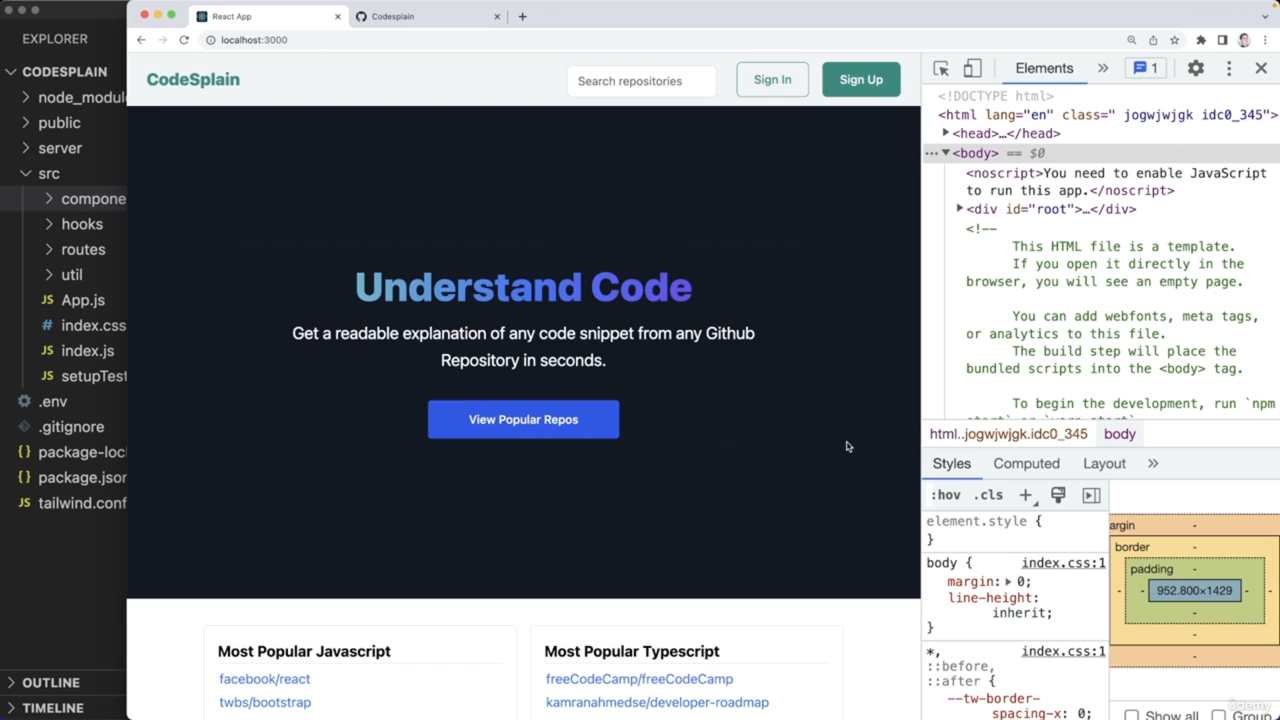 EXPLORER
CODESPLAIN
node_modul
public
server
src
compone
hooks
routes
util
JS App.js
# index.css
JS index.js
JS setupTest
.env
.gitignore
{} package-lock
{} package.json
JS tailwind.conf
OUTLINE
TIMELINE
React App
Codesplain
localhost:3000
CodeSplain
Search repositories
Sign In
Sign Up
Understand Code
Get a readable explanation of any code snippet from any Github
Repository in seconds.
View Popular Repos
Most Popular Javascript
facebook/react
twbs/bootstrap
Most Popular Typescript
freeCodeCamp/freeCodeCamp
kamranahmedse/developer-roadmap
Elements
1
<!DOCTYPE html>
<html lang="en" class=" jogwjwjgk idc0_345">
<head>…</head>
<body> == $0
<noscript>You need to enable JavaScript
to run this app.</noscript>
<div id="root">…</div>
<!--
This HTML file is a template.
If you open it directly in the
browser, you will see an empty page.
You can add webfonts, meta tags,
or analytics to this file.
The build step will place the
bundled scripts into the <body> tag.
To begin the development, run `npm
html..jogwjwjgk.idc0_345
body
Styles
Computed
Layout
:hov
.cls
element.style {
}
body {
index.css:1
margin: 0;
line-height:
inherit;
}
*,
index.css:1
::before,
::after {
--tw-border-
spacing-x: 0;
argin
-
border
-
padding
-
952.800×1429
-
-
-
Show all
Group
ûdemy